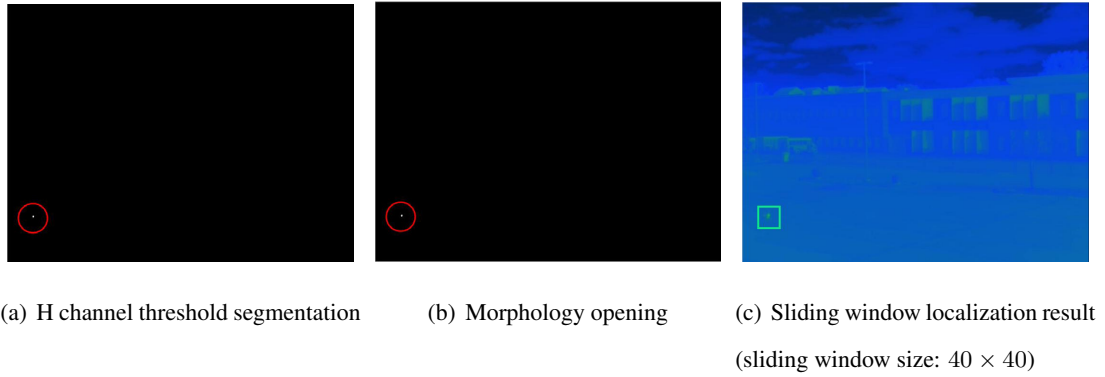 (a) H channel threshold segmentation
(b) Morphology opening
(c) Sliding window localization result
(sliding window size: 40 × 40)